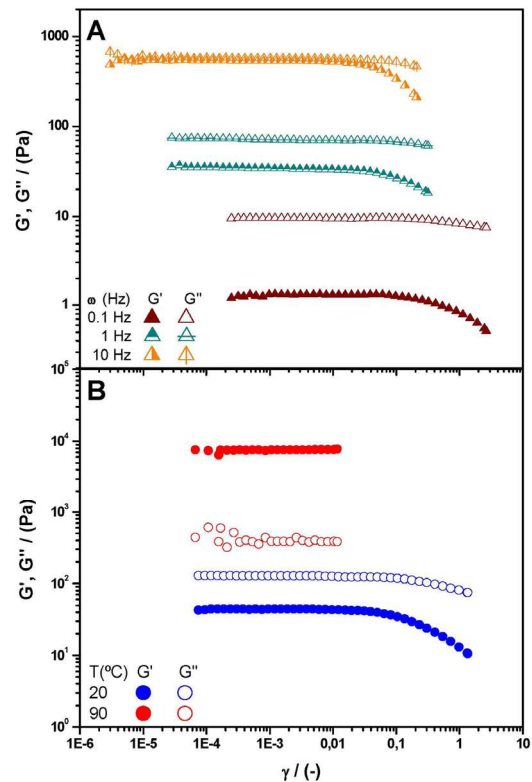 A
1000
100
10
1
G', G'' / (Pa)
ω (Hz) G' G''
0.1 Hz
1 Hz
10 Hz
10⁵
B
10⁴
10³
10²
10¹
10⁰
G', G'' / (Pa)
T(ºC) G' G''
20
90
1E-6 1E-5 1E-4 1E-3 0,01 0,1 1 10
γ / (-)